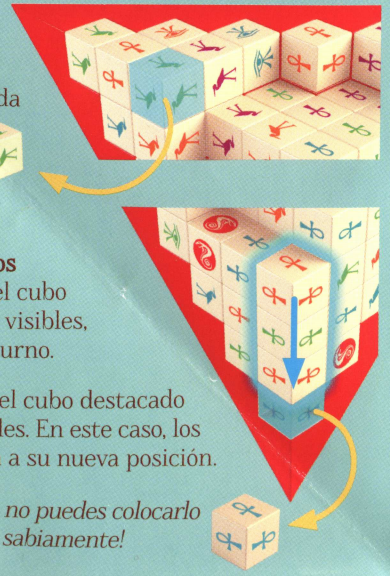 da
os
el cubo
visibles,
urno.
el cubo destacado
les. En este caso, los
a su nueva posición.
no puedes colocarlo
sabiamente!